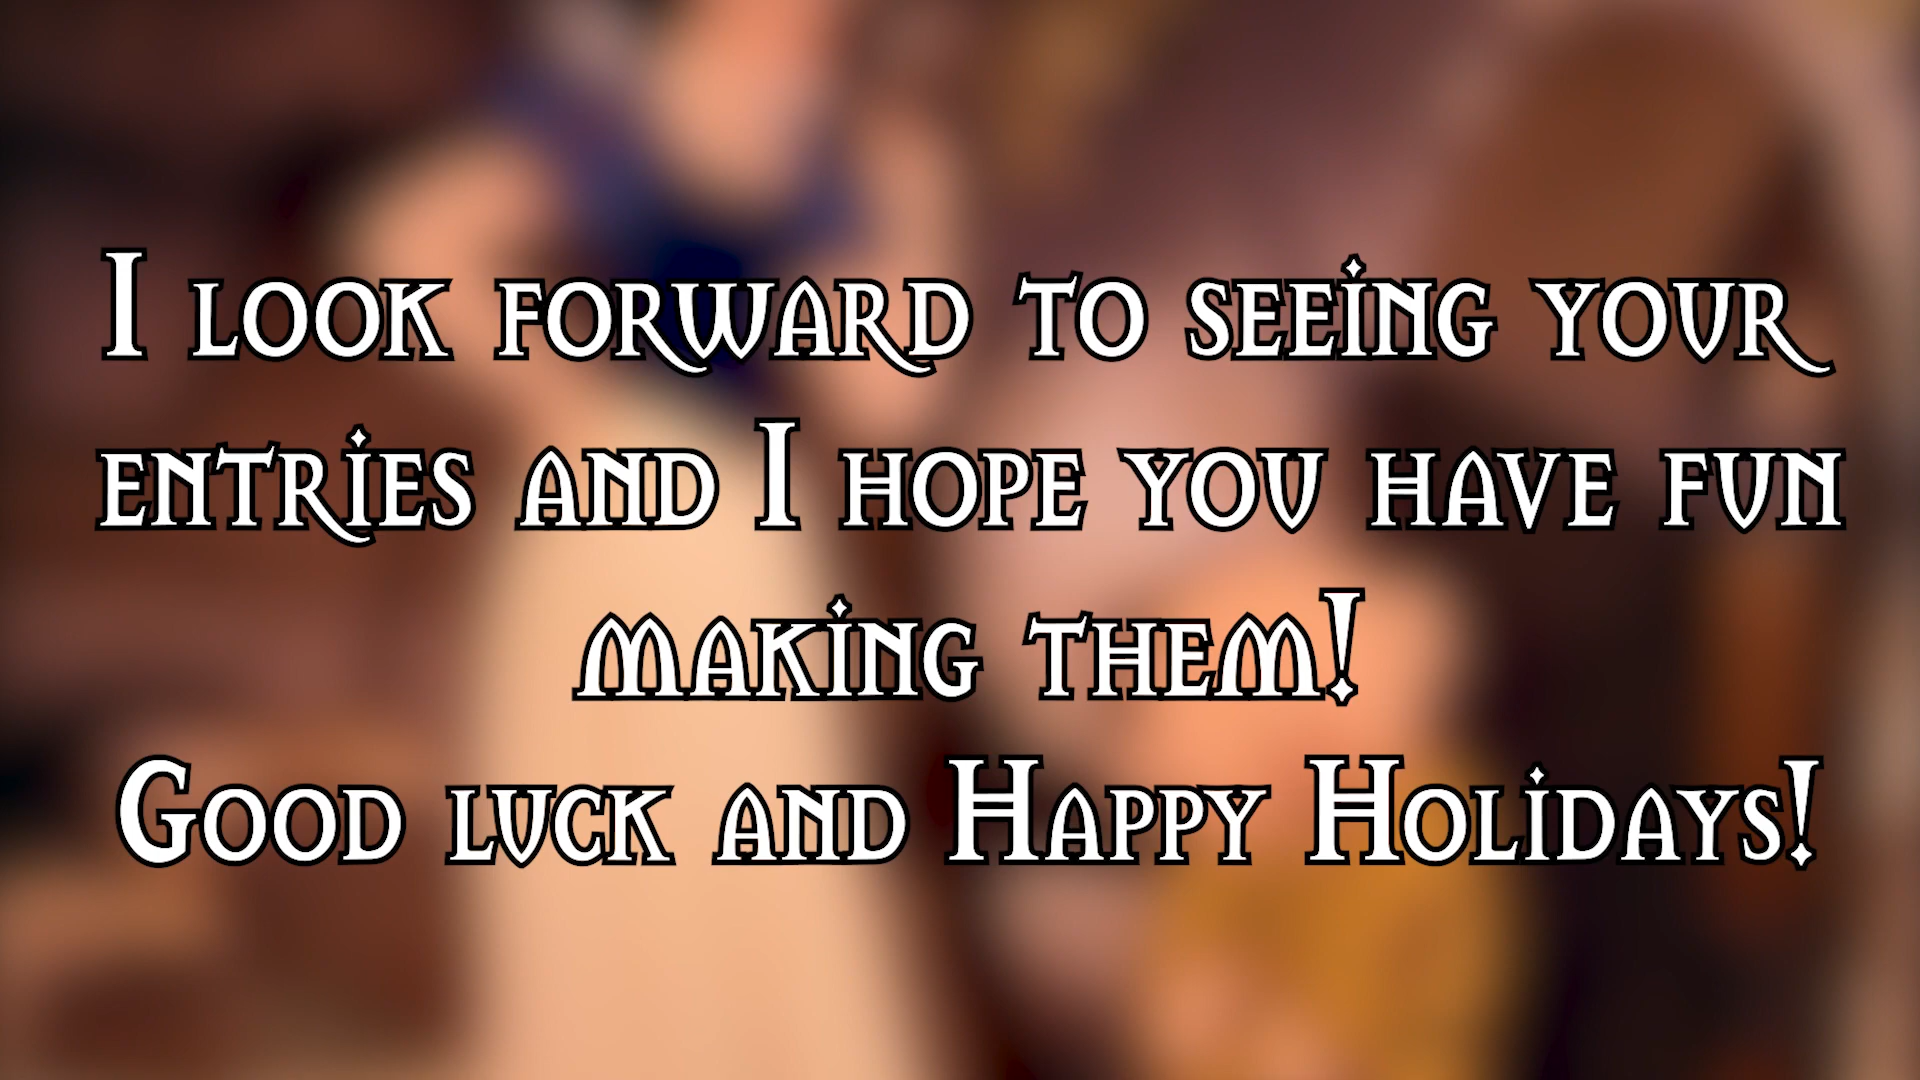 I look forward to seeing your
entries and I hope you have fun
making them!
Good luck and Happy Holidays!